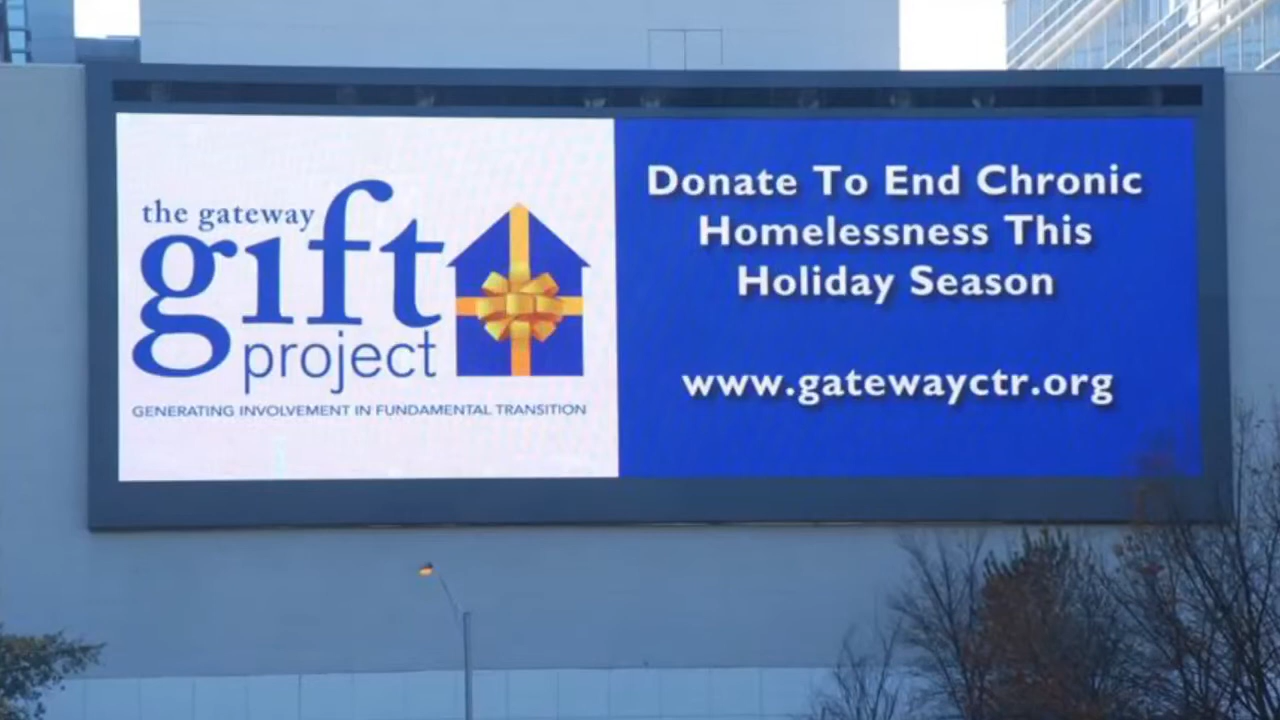 the gateway
gift
project
GENERATING INVOLVEMENT IN FUNDAMENTAL TRANSITION
Donate To End Chronic
Homelessness This
Holiday Season
www.gatewayctr.org